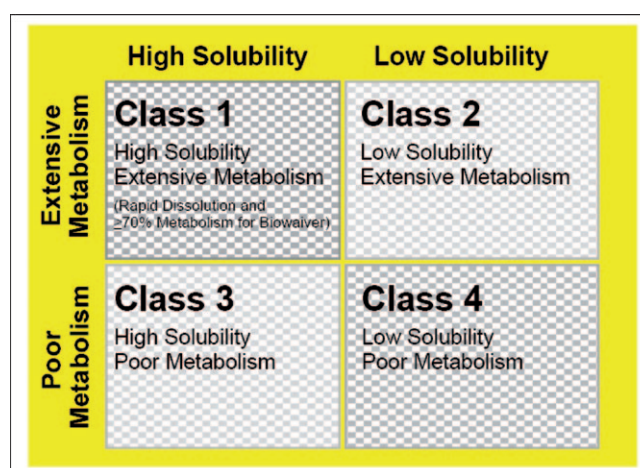 High Solubility
Low Solubility
Extensive
Metabolism
Class 1
High Solubility
Extensive Metabolism
(Rapid Dissolution and
≥70% Metabolism for Biowaiver)
Class 2
Low Solubility
Extensive Metabolism
Poor
Metabolism
Class 3
High Solubility
Poor Metabolism
Class 4
Low Solubility
Poor Metabolism